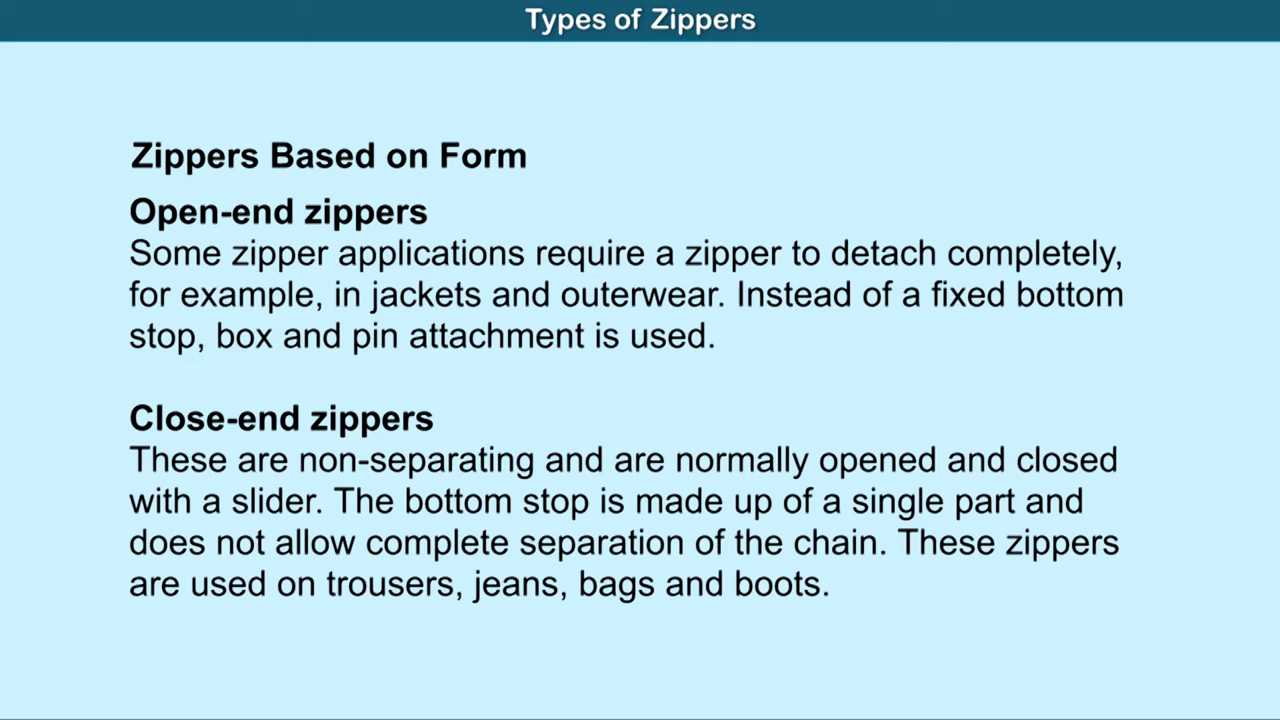 Types of Zippers
Zippers Based on Form
Open-end zippers
Some zipper applications require a zipper to detach completely,
for example, in jackets and outerwear. Instead of a fixed bottom
stop, box and pin attachment is used.
Close-end zippers
These are non-separating and are normally opened and closed
with a slider. The bottom stop is made up of a single part and
does not allow complete separation of the chain. These zippers
are used on trousers, jeans, bags and boots.